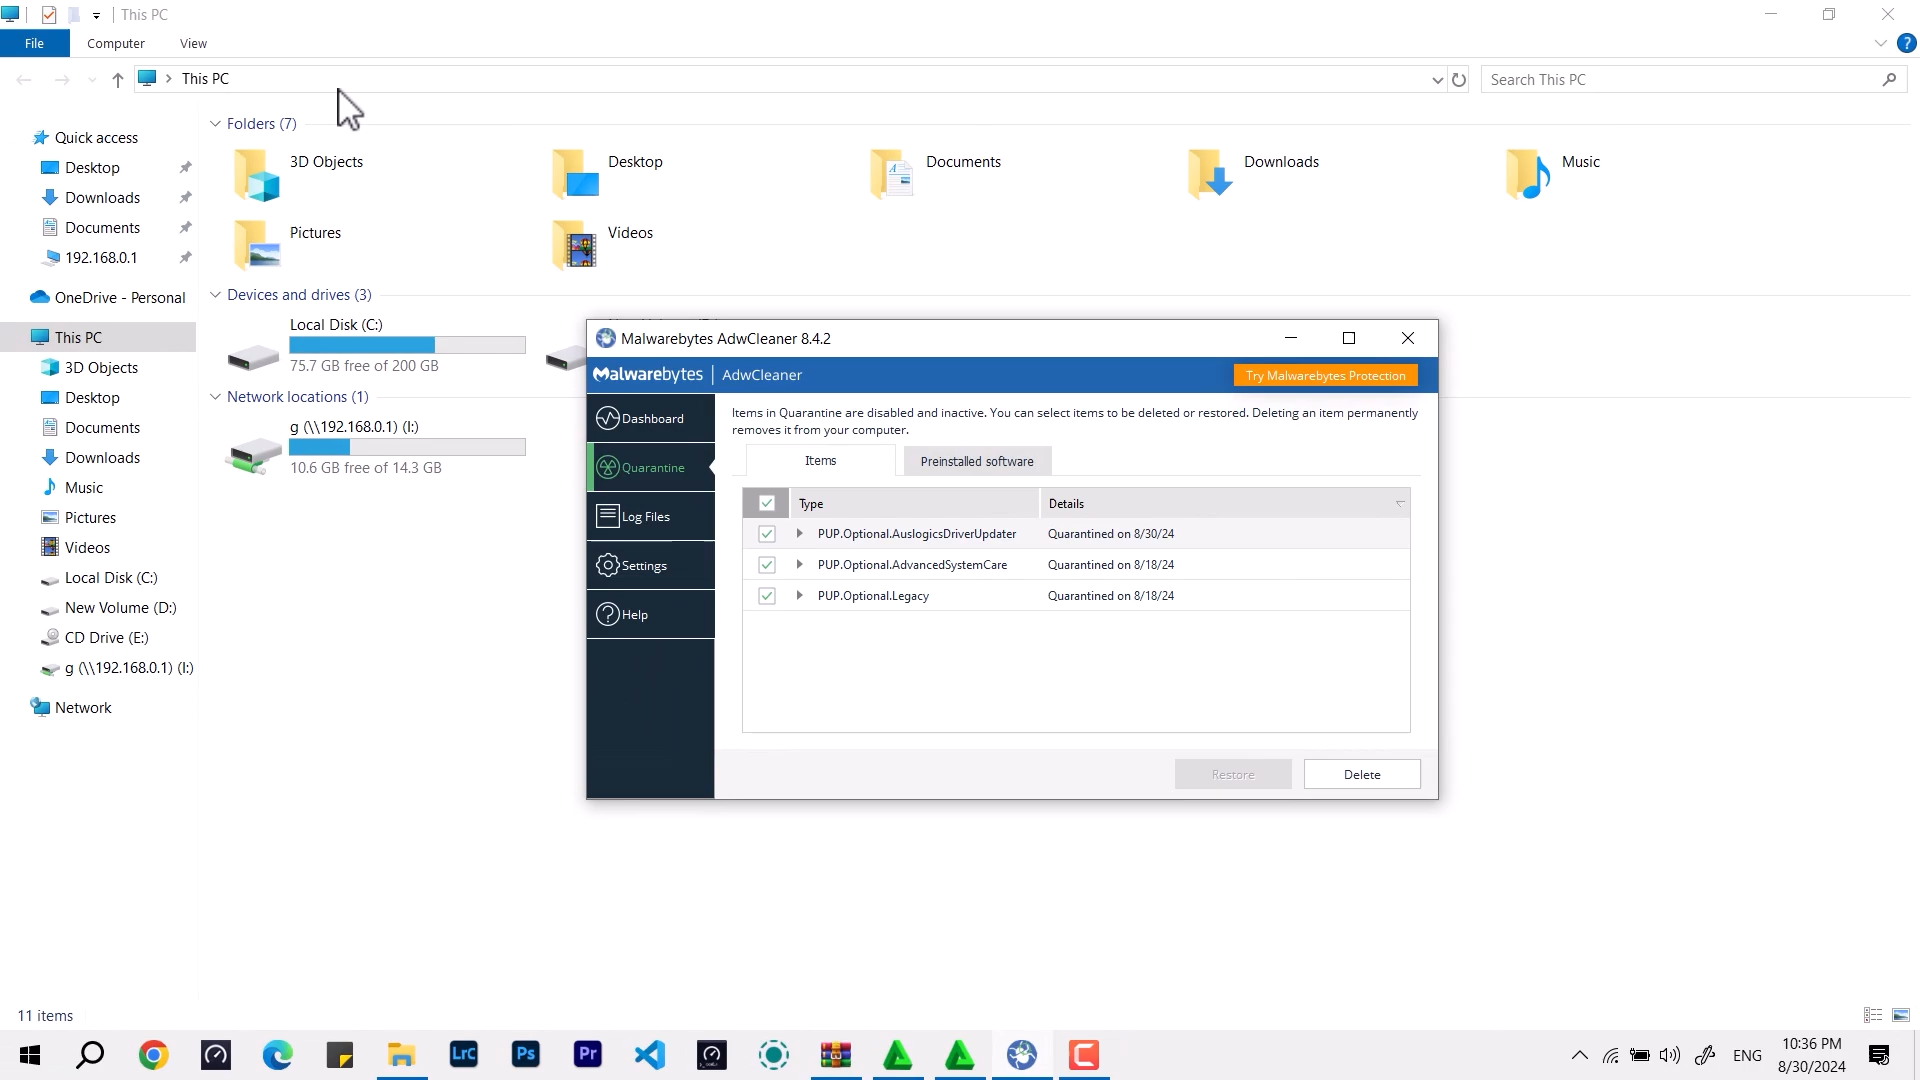 This PC
File
Computer
View
This PC
Search This PC
Quick access
Desktop
Downloads
Documents
192.168.0.1
OneDrive - Personal
This PC
3D Objects
Desktop
Documents
Downloads
Music
Pictures
Videos
Local Disk (C:)
New Volume (D:)
CD Drive (E:)
g (\\192.168.0.1) (I:)
Network
Folders (7)
3D Objects
Desktop
Documents
Downloads
Music
Pictures
Videos
Devices and drives (3)
Local Disk (C:)
75.7 GB free of 200 GB
Network locations (1)
g (\\192.168.0.1) (I:)
10.6 GB free of 14.3 GB
Malwarebytes AdwCleaner 8.4.2
Malwarebytes | AdwCleaner
Try Malwarebytes Protection
Dashboard
Quarantine
Log Files
Settings
Help
Items in Quarantine are disabled and inactive. You can select items to be deleted or restored. Deleting an item permanently
removes it from your computer.
Items
Preinstalled software
Type
Details
PUP.Optional.AuslogicsDriverUpdater
Quarantined on 8/30/24
PUP.Optional.AdvancedSystemCare
Quarantined on 8/18/24
PUP.Optional.Legacy
Quarantined on 8/18/24
Restore
Delete
11 items
LrC
Ps
Pr
ENG
10:36 PM
8/30/2024